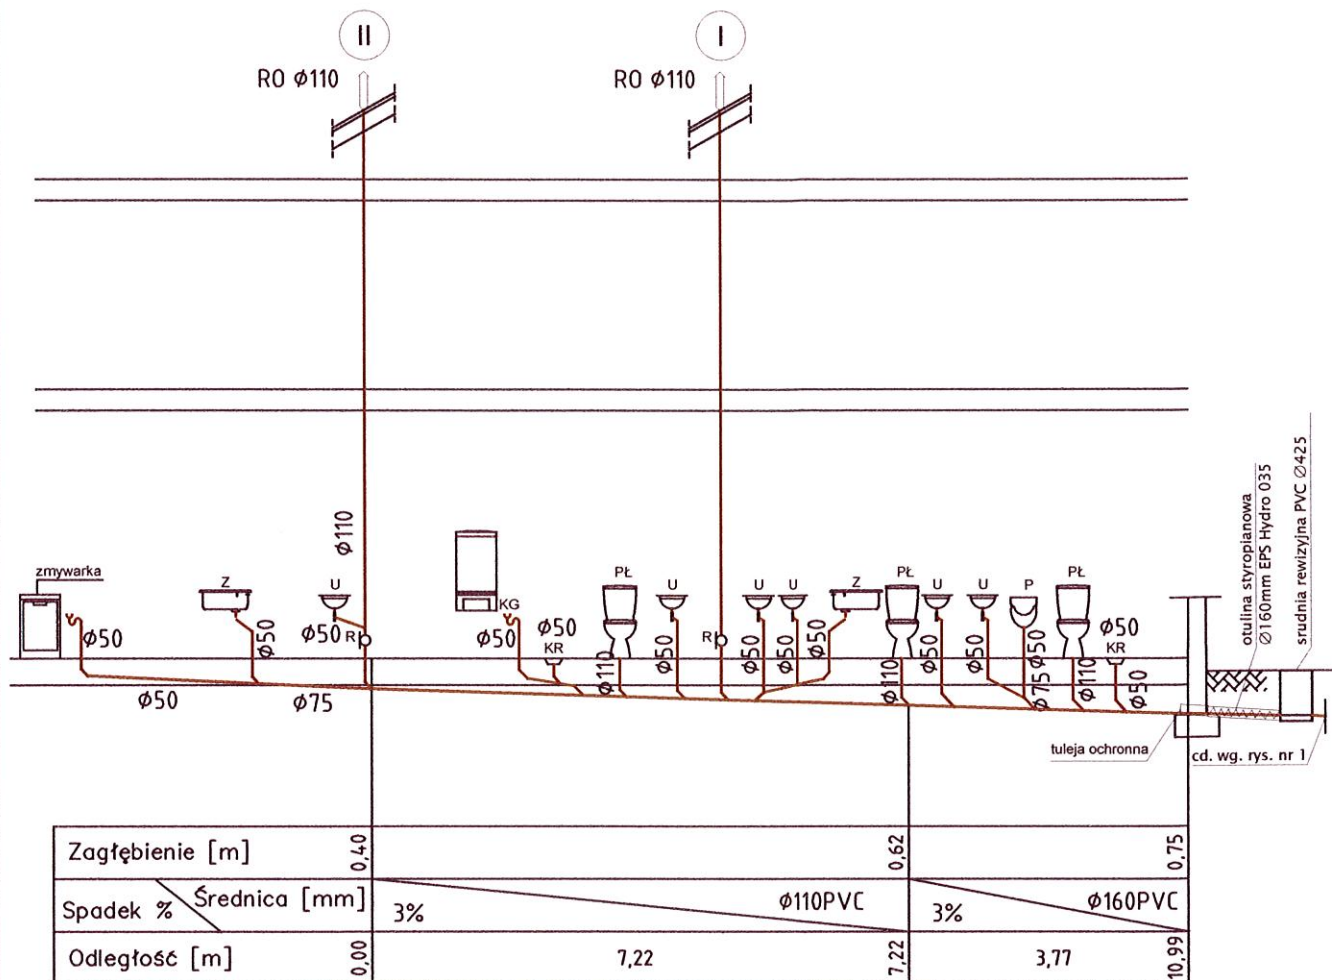 II
I
RO Ø110
RO Ø110
Ø110
otulina styropianowa
Ø160mm EPS Hydro 035
srudnia rewizyjna PVC Ø425
zmywarka
Z
U
KG
PŁ
U
U
U
Z
PŁ
U
U
P
PŁ
Ø50
Ø50
Ø50
R
Ø50
Ø50
KR
Ø110
Ø50
R
Ø50
Ø50
Ø50
Ø110
Ø50
Ø50
Ø75
Ø50
Ø110
Ø50
KR
Ø50
Ø50
Ø75
tuleja ochronna
cd. wg. rys. nr 1
Zagłębienie [m]
0,40
0,62
0,75
Spadek %
Średnica [mm]
3%
Ø110PVC
3%
Ø160PVC
Odległość [m]
0,00
7,22
7,22
3,77
10,99